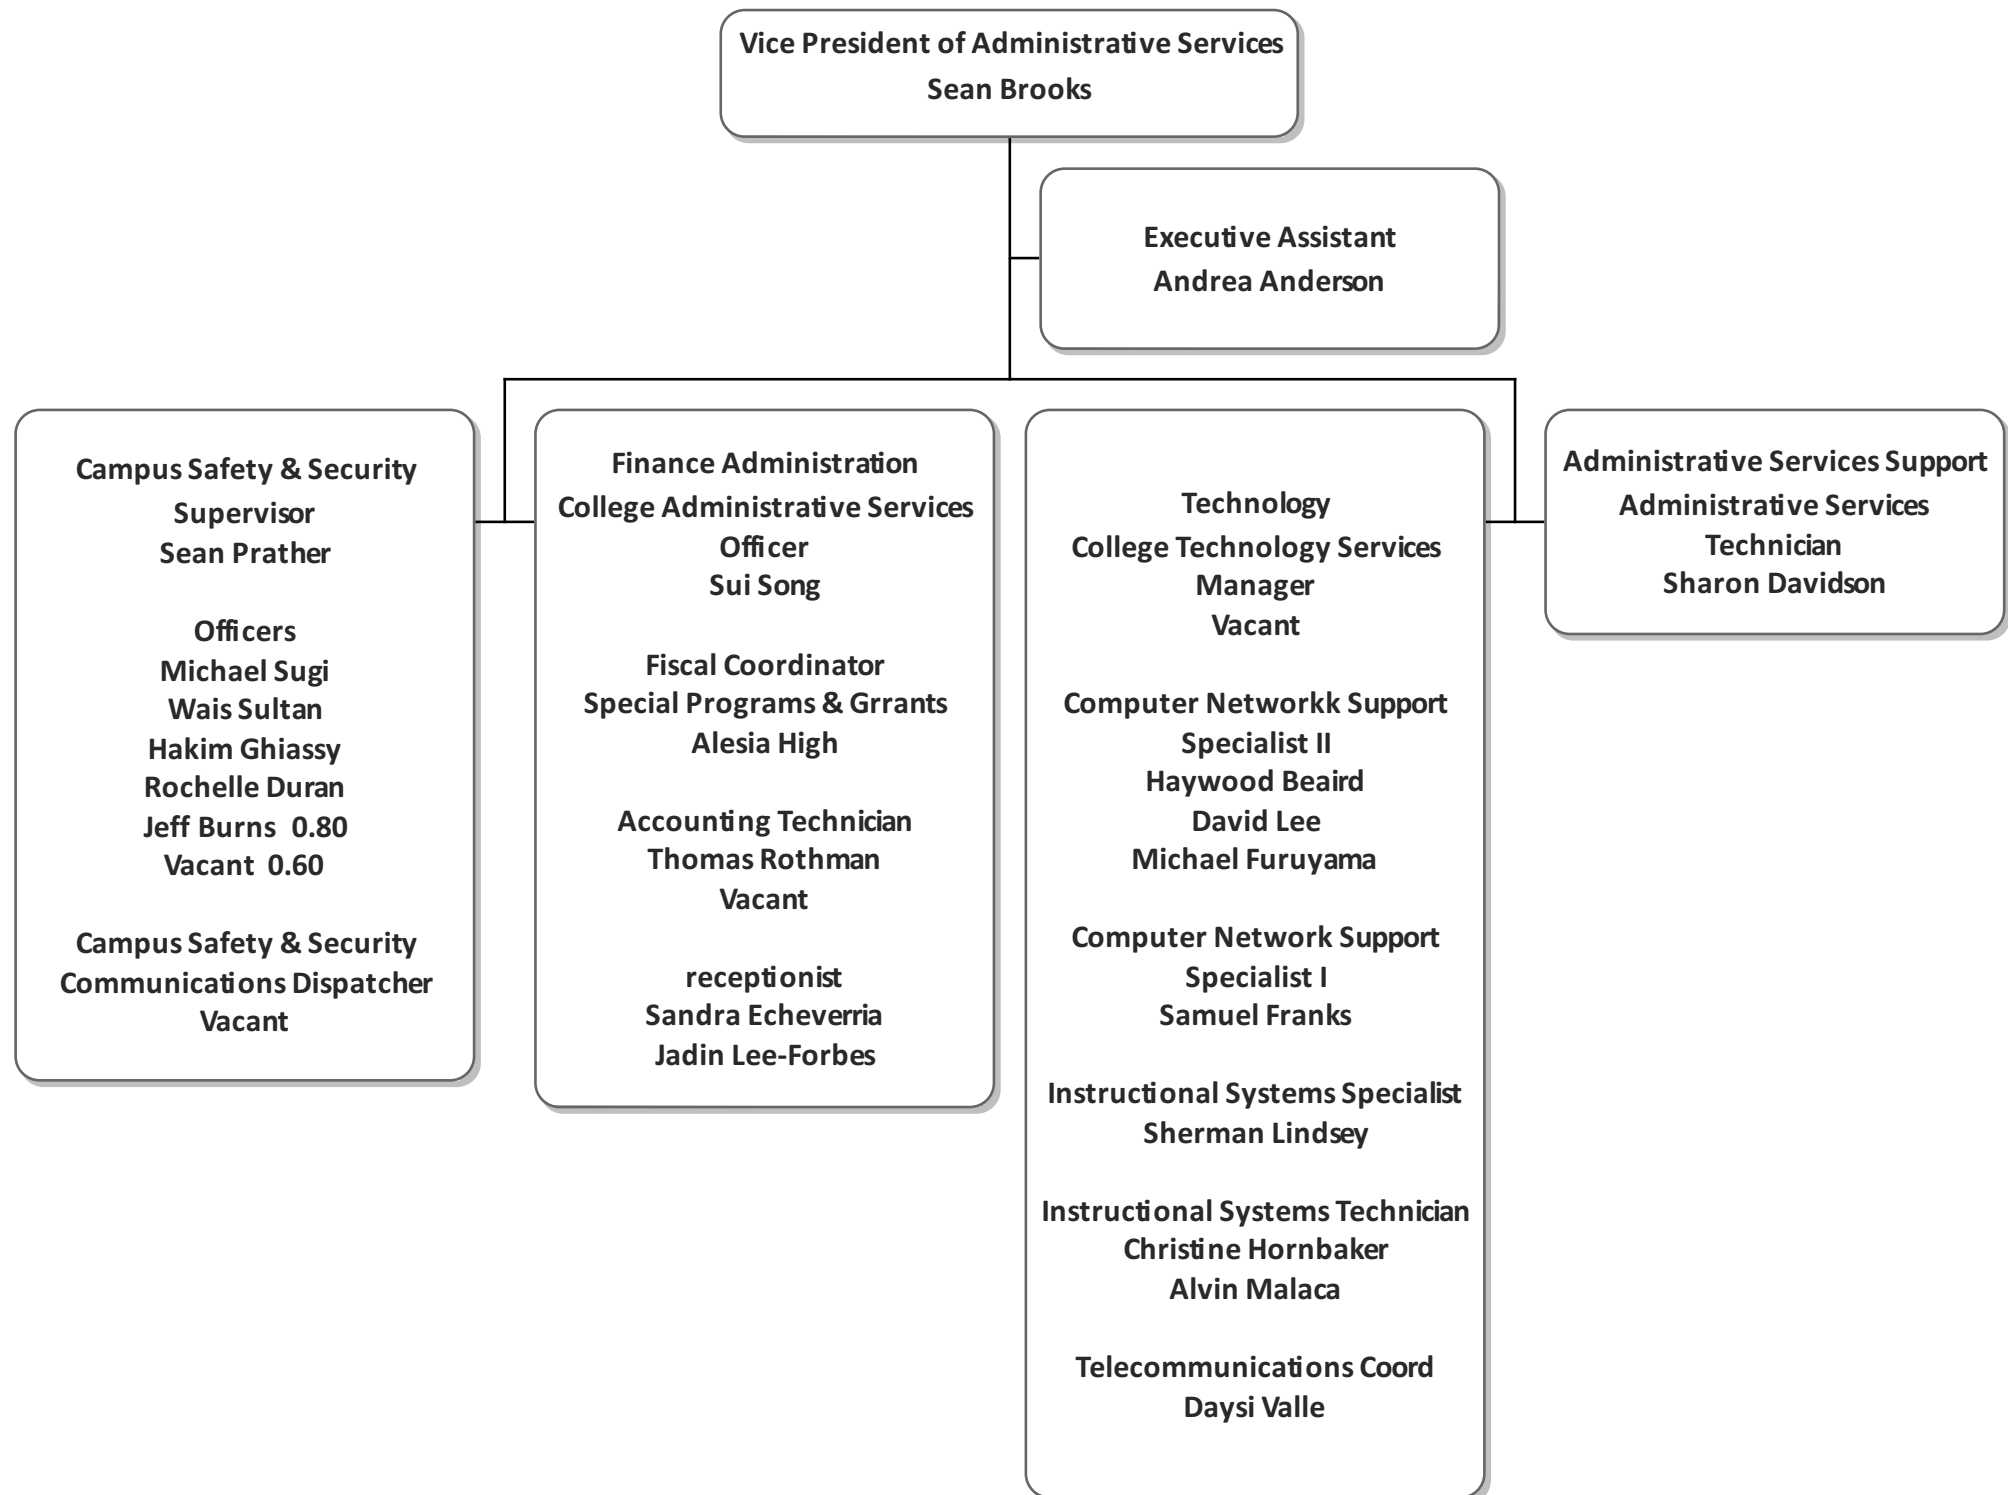 Vice President of Administrative Services
Sean Brooks
Executive Assistant
Andrea Anderson
Campus Safety & Security
Supervisor
Sean Prather
Officers
Michael Sugi
Wais Sultan
Hakim Ghiassy
Rochelle Duran
Jeff Burns  0.80
Vacant  0.60
Campus Safety & Security
Communications Dispatcher
Vacant
Finance Administration
College Administrative Services
Officer
Sui Song
Fiscal Coordinator
Special Programs & Grrants
Alesia High
Accounting Technician
Thomas Rothman
Vacant
receptionist
Sandra Echeverria
Jadin Lee-Forbes
Technology
College Technology Services
Manager
Vacant
Computer Networkk Support
Specialist II
Haywood Beaird
David Lee
Michael Furuyama
Computer Network Support
Specialist I
Samuel Franks
Instructional Systems Specialist
Sherman Lindsey
Instructional Systems Technician
Christine Hornbaker
Alvin Malaca
Telecommunications Coord
Daysi Valle
Administrative Services Support
Administrative Services
Technician
Sharon Davidson